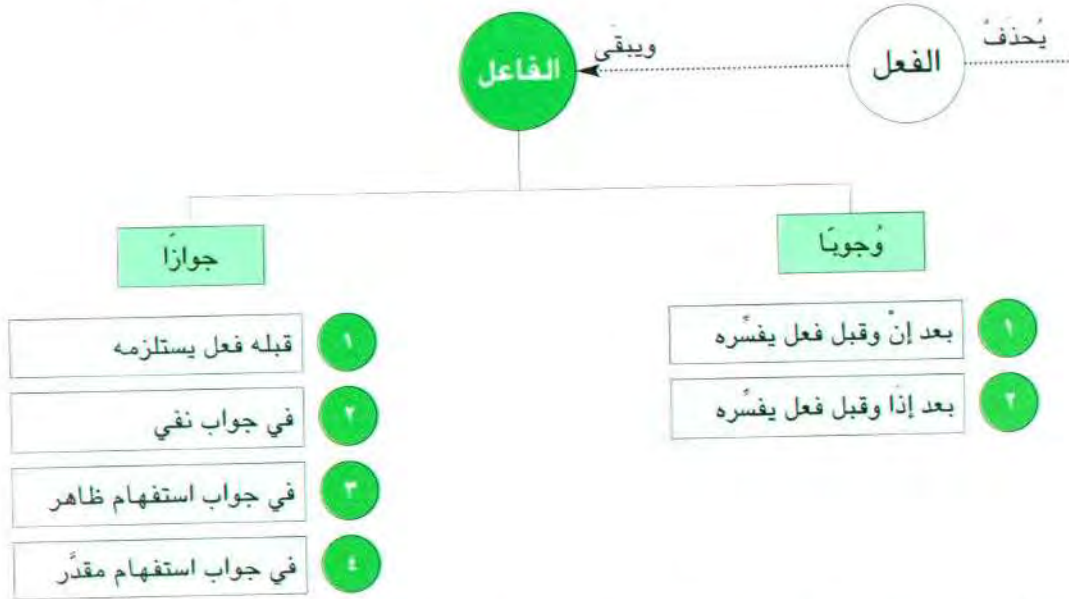 يُحذَفُ
الفعل
ويبقَى
الفاعل
وُجوبًا
١ بعد إنْ وقبل فعل يفسِّره
٢ بعد إذَا وقبل فعل يفسِّره
جوازًا
١ قبله فعل يستلزمه
٢ في جواب نفي
٣ في جواب استفهام ظاهر
٤ في جواب استفهام مقدَّر